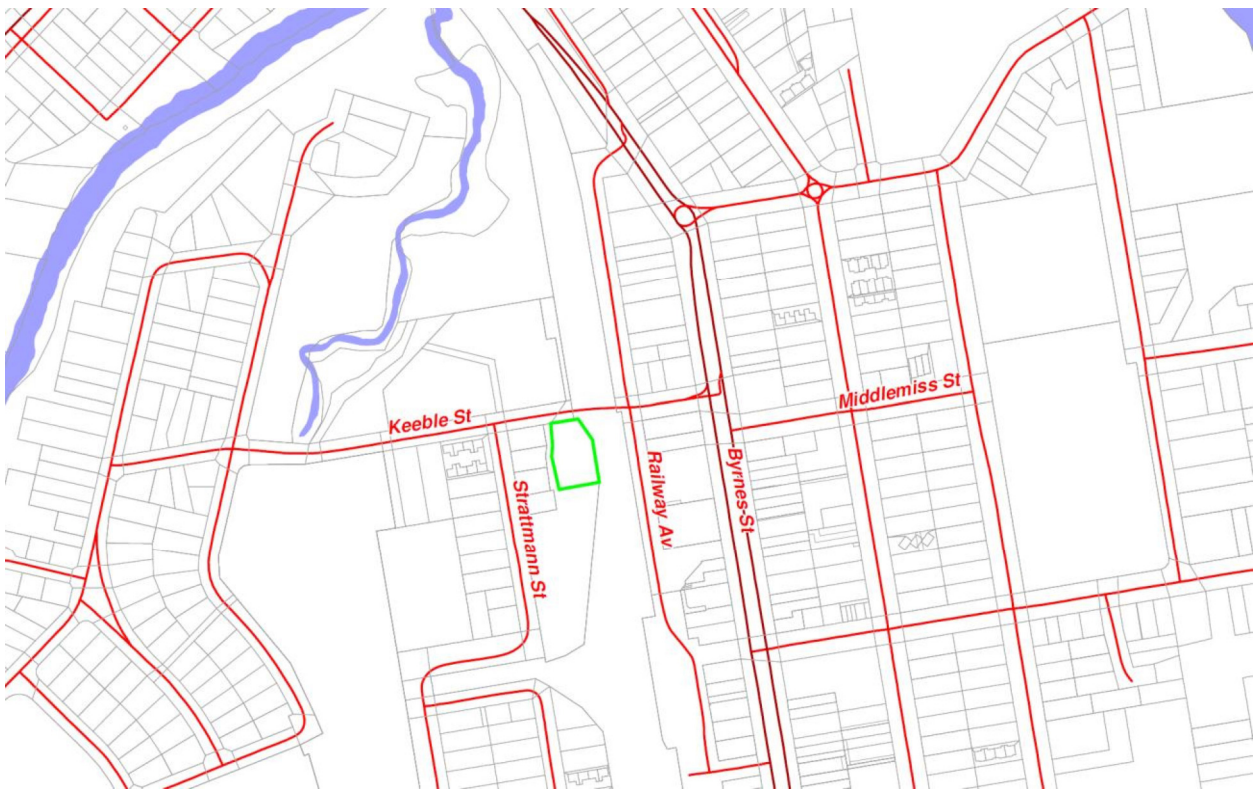 Middlemiss St
Keeble St
Railway Av
Byrnes St
Strattmann St